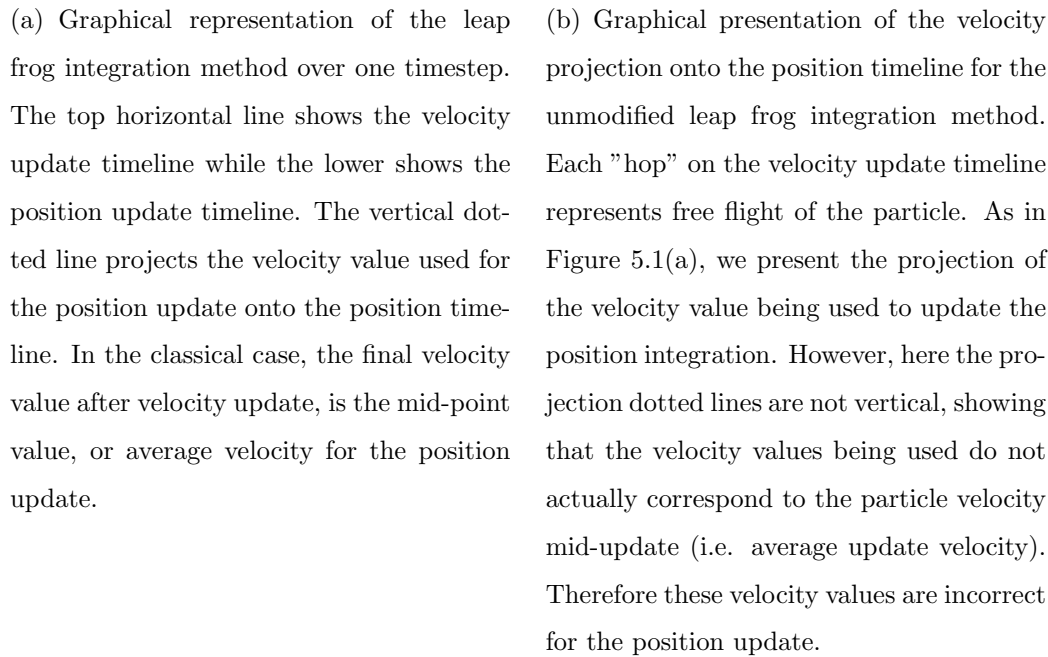 (a) Graphical representation of the leap
frog integration method over one timestep.
The top horizontal line shows the velocity
update timeline while the lower shows the
position update timeline. The vertical dot-
ted line projects the velocity value used for
the position update onto the position time-
line. In the classical case, the final velocity
value after velocity update, is the mid-point
value, or average velocity for the position
update.
(b) Graphical presentation of the velocity
projection onto the position timeline for the
unmodified leap frog integration method.
Each ”hop” on the velocity update timeline
represents free flight of the particle. As in
Figure 5.1(a), we present the projection of
the velocity value being used to update the
position integration. However, here the pro-
jection dotted lines are not vertical, showing
that the velocity values being used do not
actually correspond to the particle velocity
mid-update (i.e. average update velocity).
Therefore these velocity values are incorrect
for the position update.